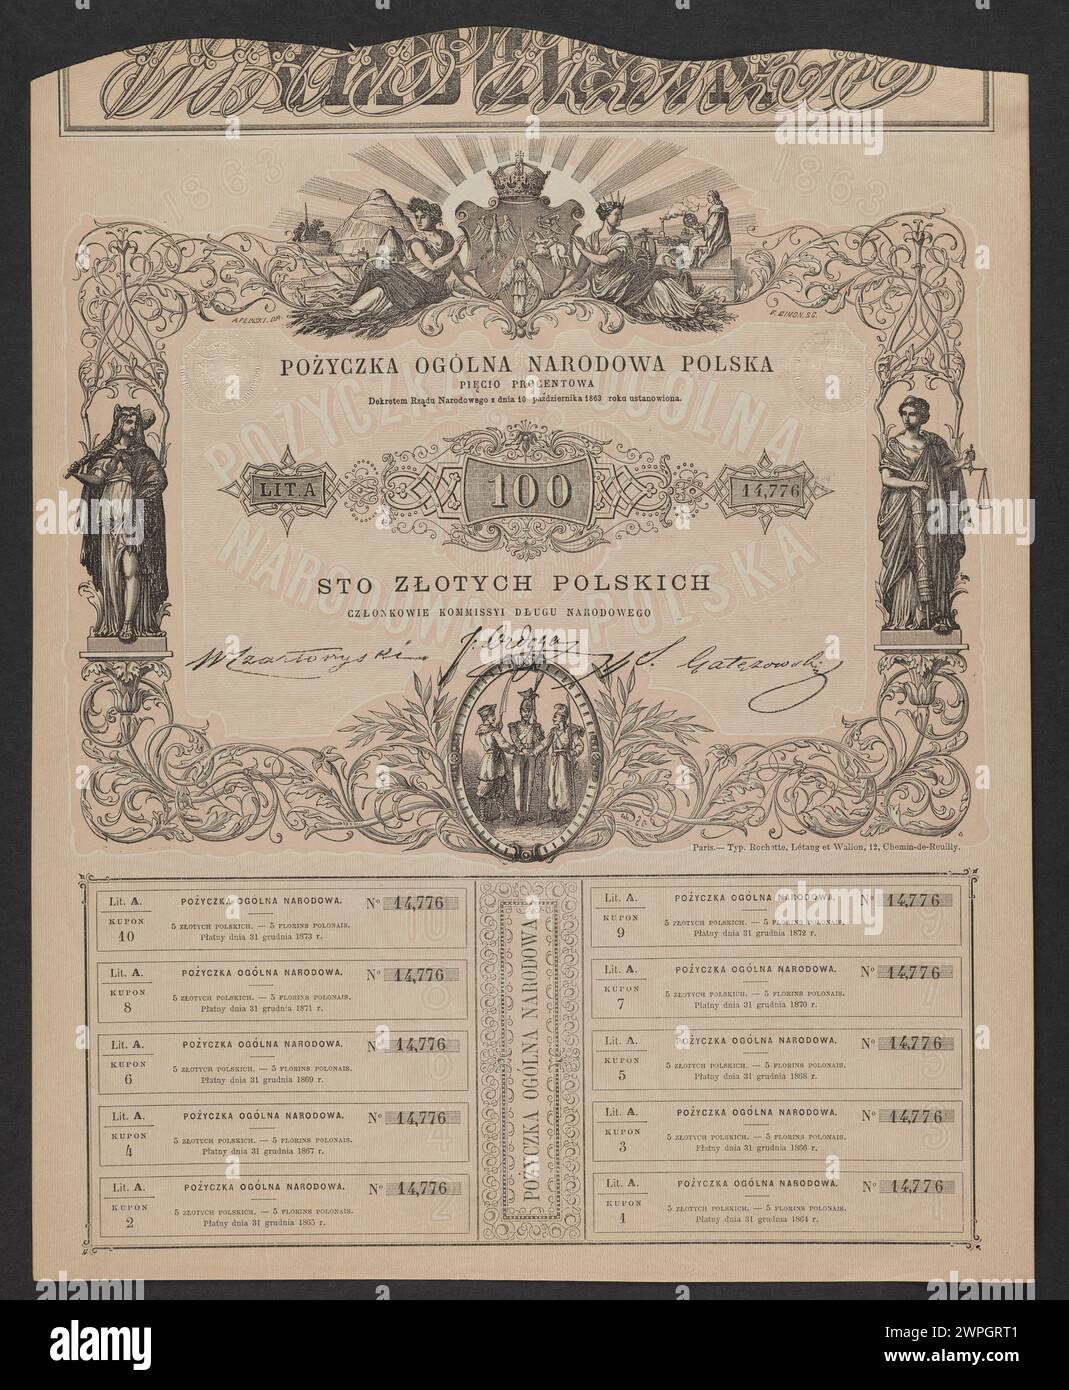 APILINSKI. DR.
F. SIMON. SC.
POŻYCZKA OGÓLNA NARODOWA POLSKA
PIĘCIO PROCENTOWA
Dekretem Rządu Narodowego z dnia 10 października 1863 roku ustanowiona.
POŻYCZKA OGÓLNA
LIT. A 100 14,776
NARODOWA POLSKA
STO ZŁOTYCH POLSKICH
CZŁONKOWIE KOMMISSYI DŁUGU NARODOWEGO
W Czartoryski J. Ordęga S. Gałęzowski
Paris.— Typ. Rochette, Létang et Wallon, 12, Chemin-de-Reuilly.
Lit. A. POŻYCZKA OGÓLNA NARODOWA. No 14,776
KUPON
10
5 ZŁOTYCH POLSKICH. — 5 FLORINS POLONAIS.
Płatny dnia 31 grudnia 1873 r.
Lit. A. POŻYCZKA OGÓLNA NARODOWA. No 14,776
KUPON
9
5 ZŁOTYCH POLSKICH. — 5 FLORINS POLONAIS.
Płatny dnia 31 grudnia 1872 r.
Lit. A. POŻYCZKA OGÓLNA NARODOWA. No 14,776
KUPON
8
5 ZŁOTYCH POLSKICH. — 5 FLORINS POLONAIS.
Płatny dnia 31 grudnia 1871 r.
Lit. A. POŻYCZKA OGÓLNA NARODOWA. No 14,776
KUPON
7
5 ZŁOTYCH POLSKICH. — 5 FLORINS POLONAIS.
Płatny dnia 31 grudnia 1870 r.
Lit. A. POŻYCZKA OGÓLNA NARODOWA. No 14,776
KUPON
6
5 ZŁOTYCH POLSKICH. — 5 FLORINS POLONAIS.
Płatny dnia 31 grudnia 1869 r.
Lit. A. POŻYCZKA OGÓLNA NARODOWA. No 14,776
KUPON
5
5 ZŁOTYCH POLSKICH. — 5 FLORINS POLONAIS.
Płatny dnia 31 grudnia 1868 r.
Lit. A. POŻYCZKA OGÓLNA NARODOWA. No 14,776
KUPON
4
5 ZŁOTYCH POLSKICH. — 5 FLORINS POLONAIS.
Płatny dnia 31 grudnia 1867 r.
Lit. A. POŻYCZKA OGÓLNA NARODOWA. No 14,776
KUPON
3
5 ZŁOTYCH POLSKICH. — 5 FLORINS POLONAIS.
Płatny dnia 31 grudnia 1866 r.
Lit. A. POŻYCZKA OGÓLNA NARODOWA. No 14,776
KUPON
2
5 ZŁOTYCH POLSKICH. — 5 FLORINS POLONAIS.
Płatny dnia 31 grudnia 1865 r.
Lit. A. POŻYCZKA OGÓLNA NARODOWA. No 14,776
KUPON
1
5 ZŁOTYCH POLSKICH. — 5 FLORINS POLONAIS.
Płatny dnia 31 grudnia 1864 r.
POŻYCZKA OGÓLNA NARODOWA
alamy
Image ID: 2WPGRT1
www.alamy.com